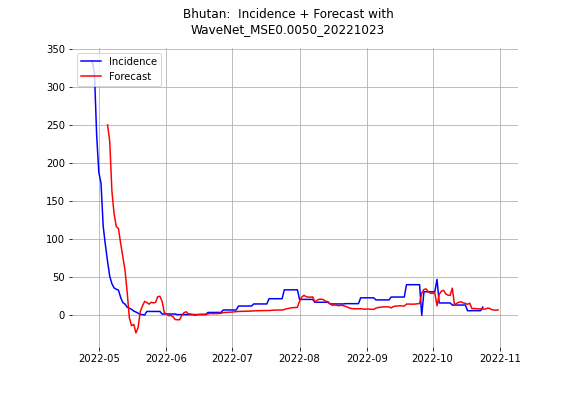 Bhutan:  Incidence + Forecast with
WaveNet_MSE0.0050_20221023
Incidence
Forecast
350
300
250
200
150
100
50
0
2022-05 2022-06 2022-07 2022-08 2022-09 2022-10 2022-11